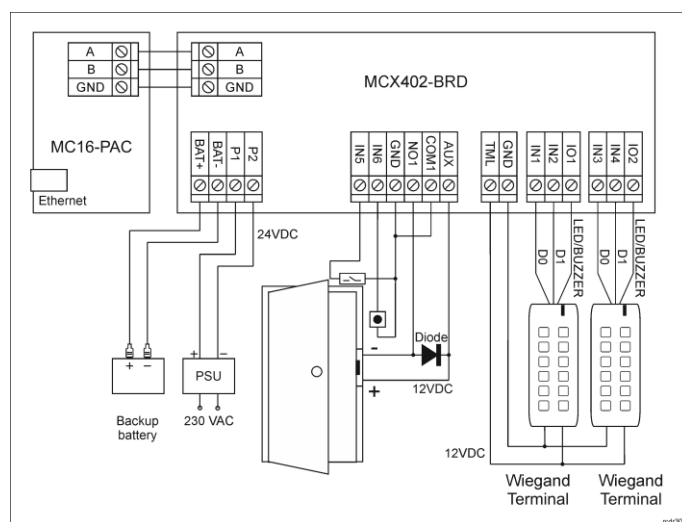 A
B
GND
A
B
GND
MC16-PAC
MCX402-BRD
Ethernet
BAT+
BAT-
P1
P2
IN5
IN6
GND
NO1
COM1
AUX
TML
GND
IN1
IN2
IO1
IN3
IN4
IO2
24VDC
D0
D1
LED/BUZZER
D0
D1
LED/BUZZER
+ −
Backup
battery
+ −
PSU
230 VAC
Diode
-
+
12VDC
12VDC
Wiegand
Terminal
Wiegand
Terminal